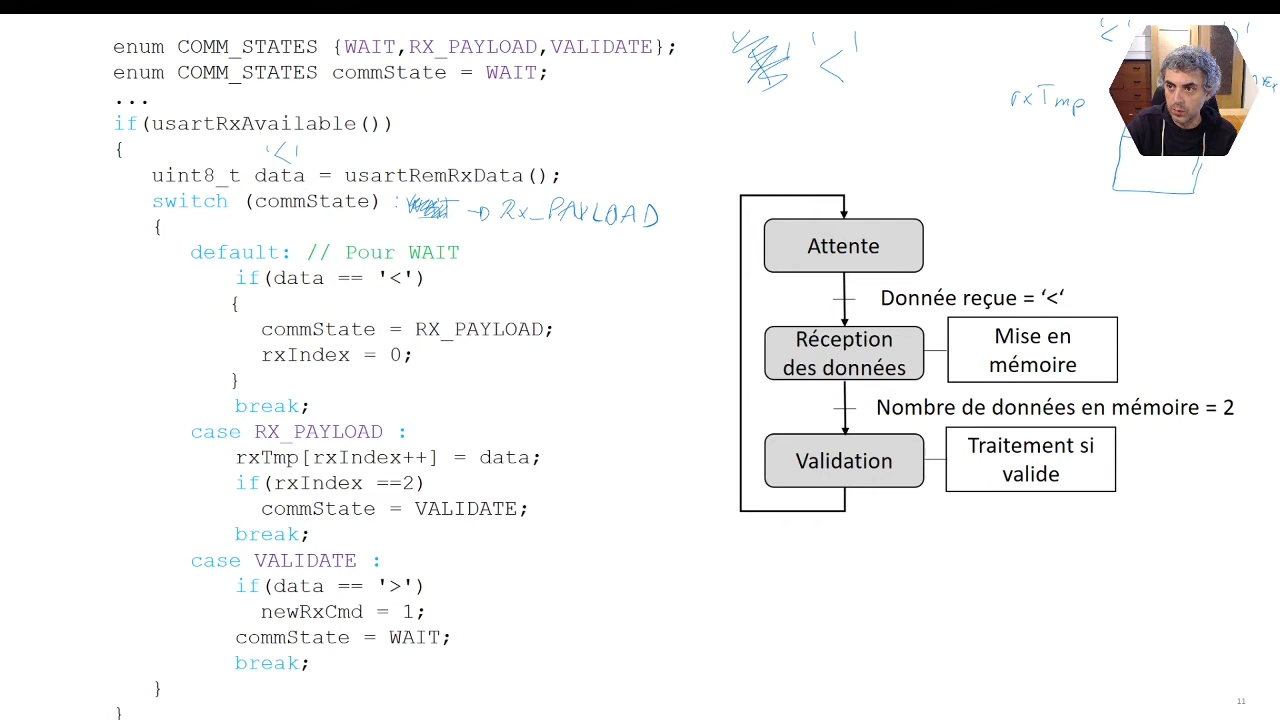 enum COMM_STATES {WAIT,RX_PAYLOAD,VALIDATE};
enum COMM_STATES commState = WAIT;
...
if(usartRxAvailable())
{
'<'
uint8_t data = usartRemRxData();
switch (commState) : → Rx_PAYLOAD
{
default: // Pour WAIT
if(data == '<')
{
commState = RX_PAYLOAD;
rxIndex = 0;
}
break;
case RX_PAYLOAD :
rxTmp[rxIndex++] = data;
if(rxIndex ==2)
commState = VALIDATE;
break;
case VALIDATE :
if(data == '>')
newRxCmd = 1;
commState = WAIT;
break;
}
}
'<'
'<'
rxTmp
Attente
Donnée reçue = ‘<‘
Réception
des données
Mise en
mémoire
Nombre de données en mémoire = 2
Validation
Traitement si
valide
11